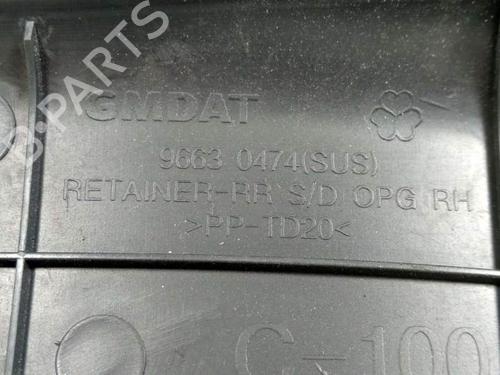 B-PARTS
GMDAT
9663 0474(SUS)
RETAINER-RR S/D OPG RH
>PP-TD20<
C-100